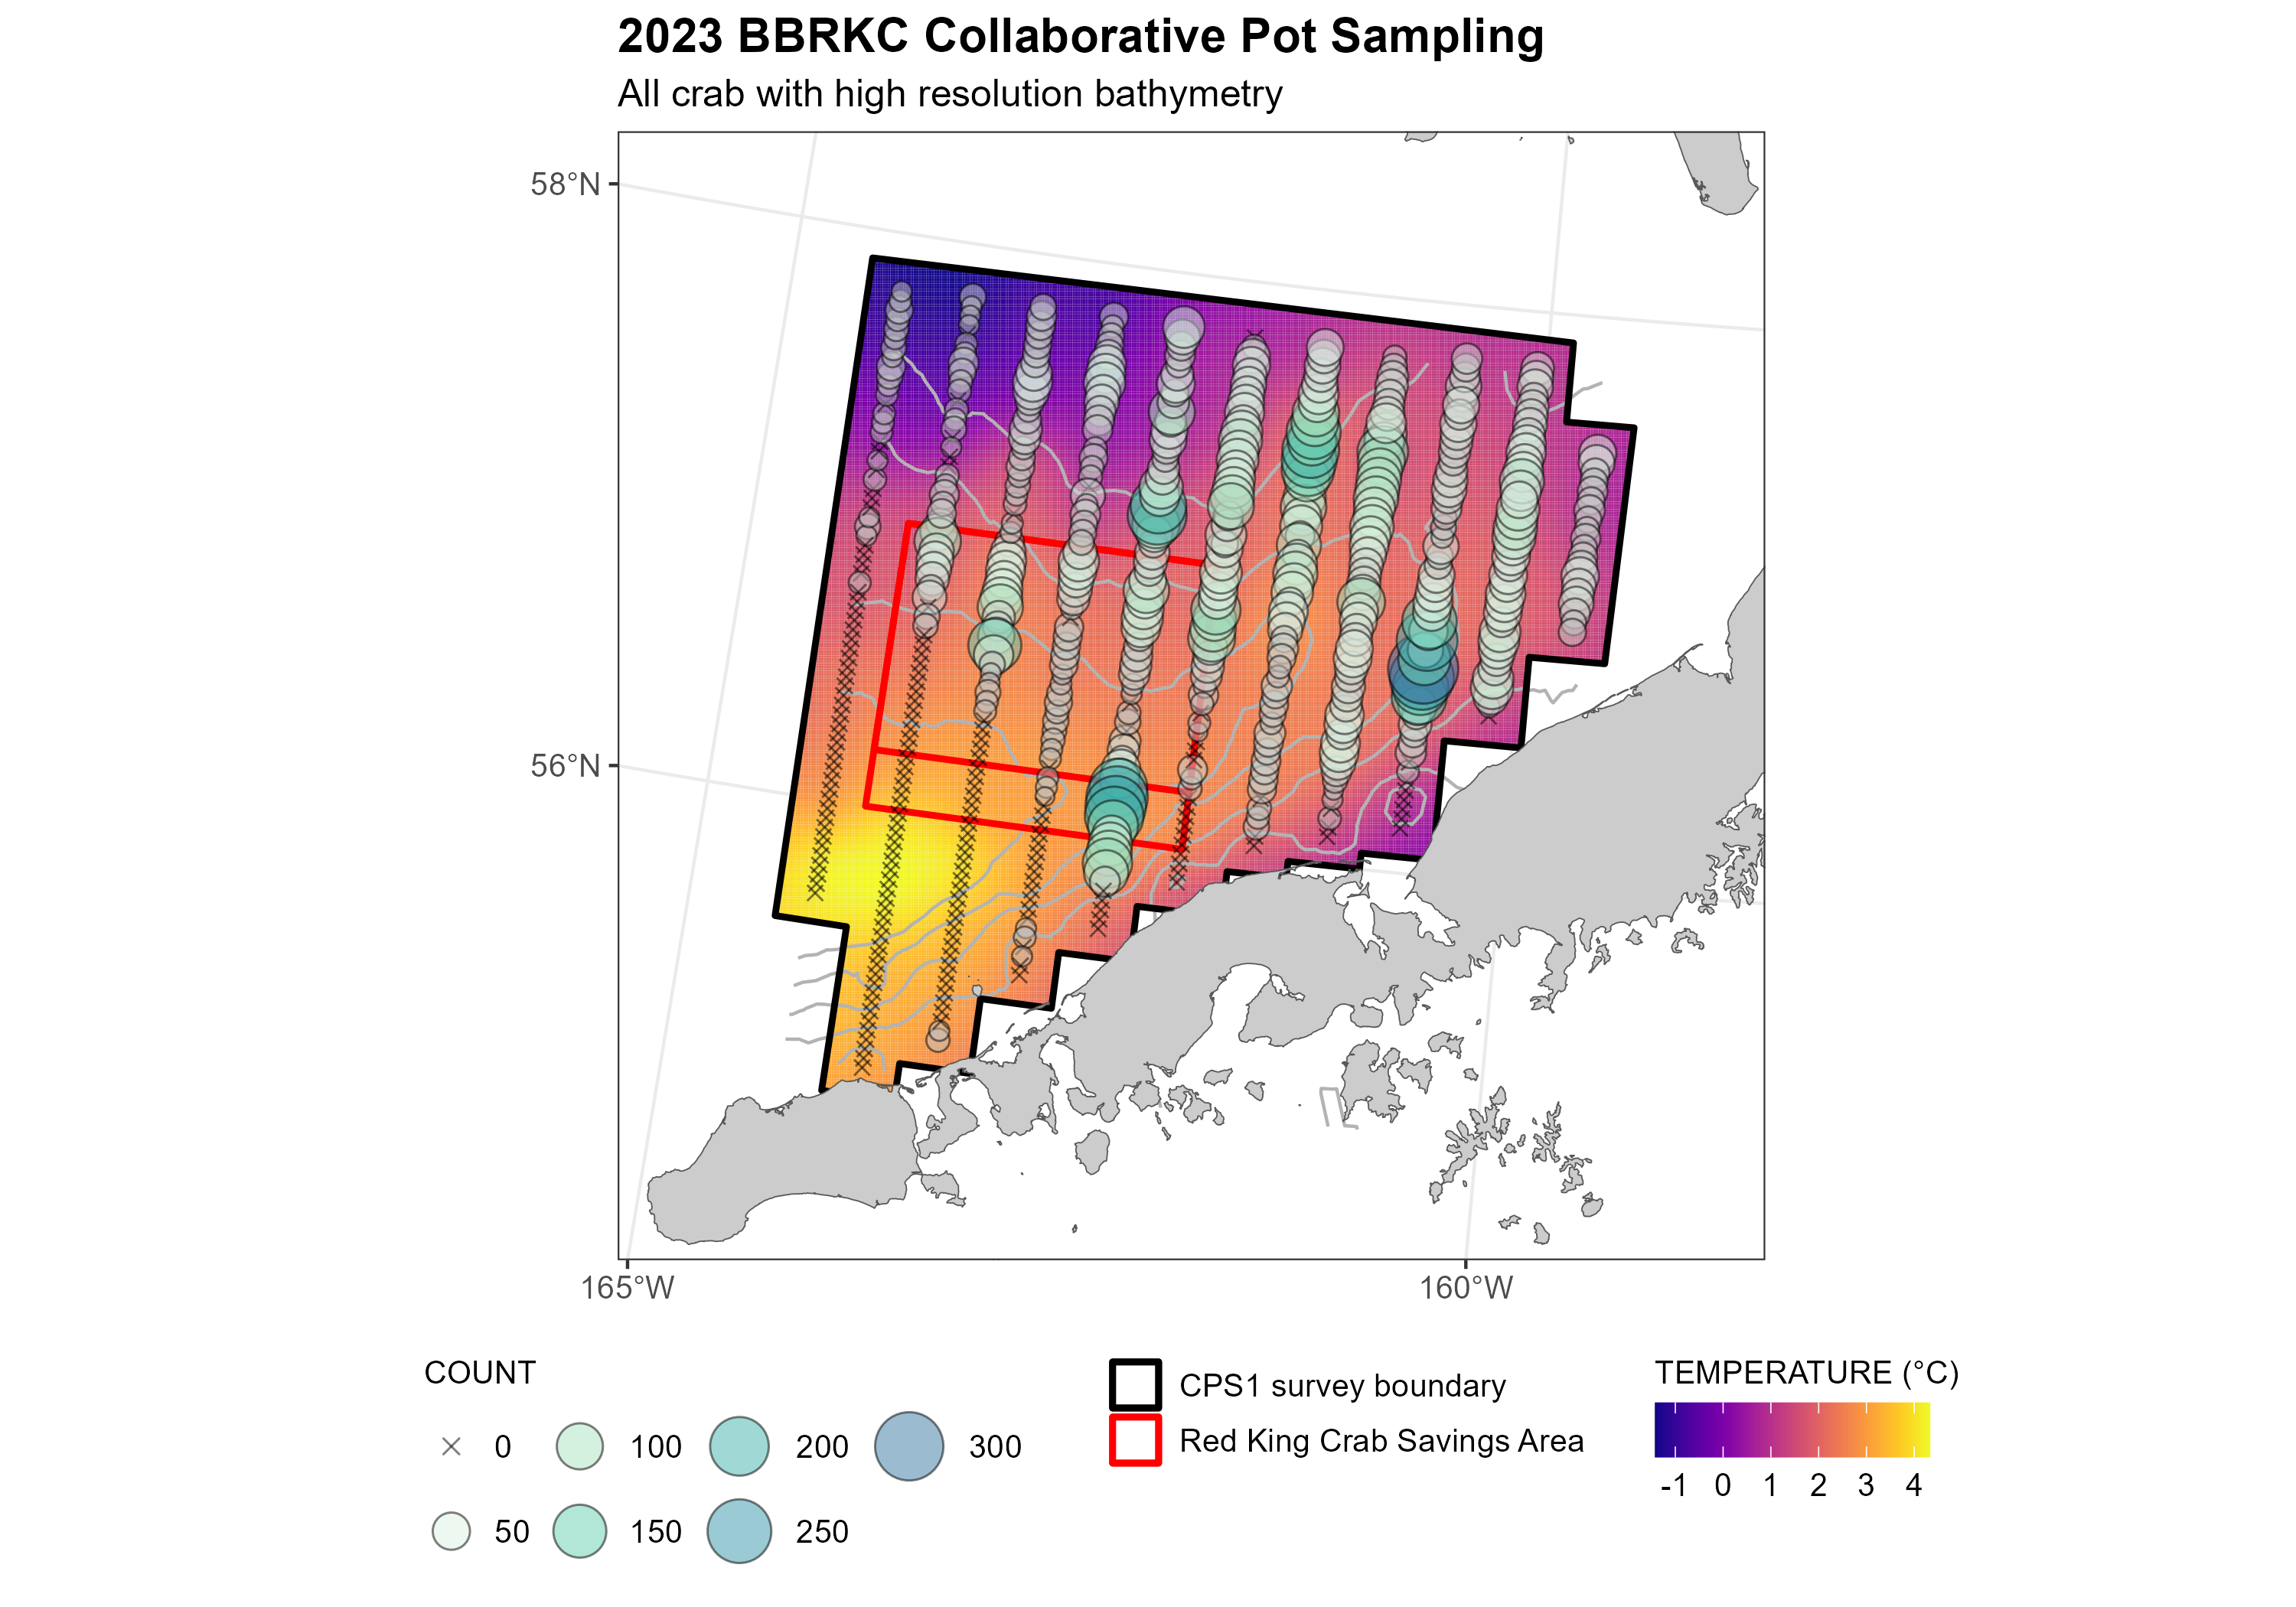 2023 BBRKC Collaborative Pot Sampling
All crab with high resolution bathymetry
58°N
56°N
165°W
160°W
COUNT
0
100
200
300
50
150
250
CPS1 survey boundary
Red King Crab Savings Area
TEMPERATURE (°C)
-1 0 1 2 3 4